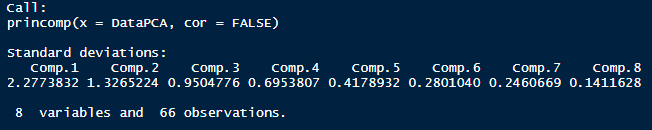 Call:
princomp(x = DataPCA, cor = FALSE)
Standard deviations:
Comp.1 Comp.2 Comp.3 Comp.4 Comp.5 Comp.6 Comp.7 Comp.8
2.2773832 1.3265224 0.9504776 0.6953807 0.4178932 0.2801040 0.2460669 0.1411628
8 variables and 66 observations.